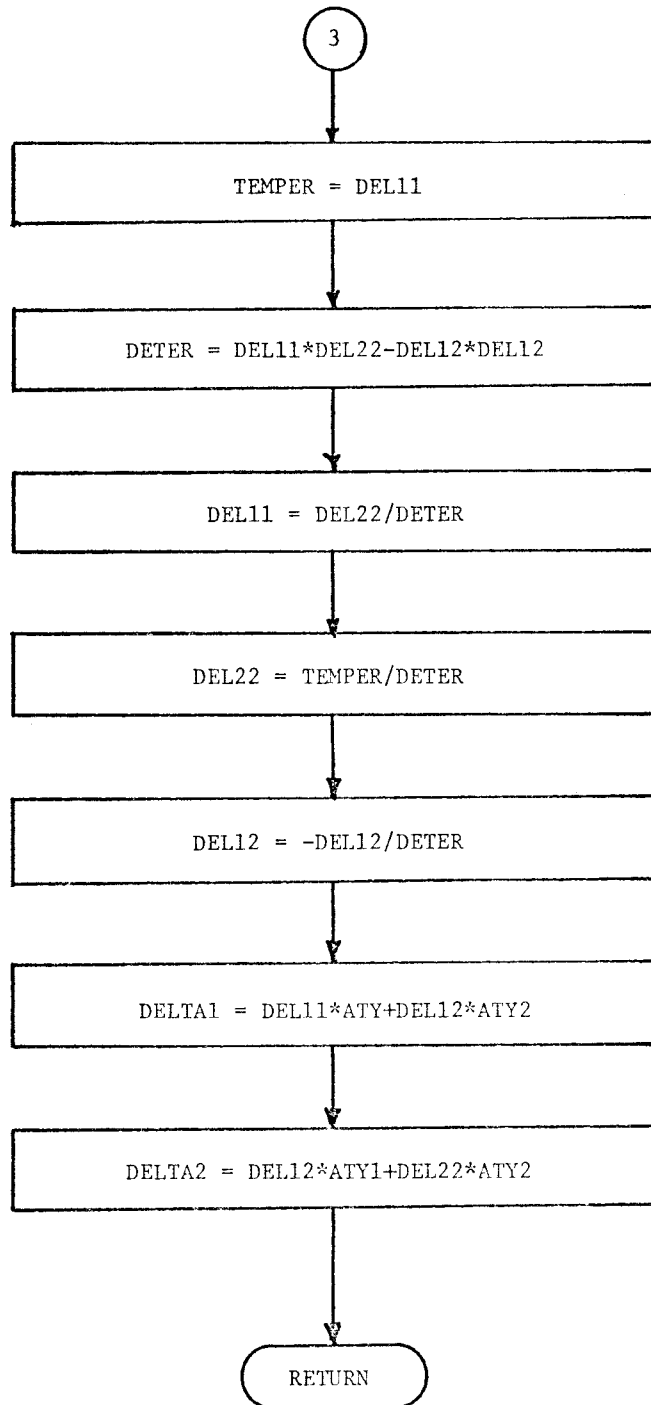 3
TEMPER = DEL11
DETER = DEL11*DEL22-DEL12*DEL12
DEL11 = DEL22/DETER
DEL22 = TEMPER/DETER
DEL12 = -DEL12/DETER
DELTA1 = DEL11*ATY+DEL12*ATY2
DELTA2 = DEL12*ATY1+DEL22*ATY2
RETURN